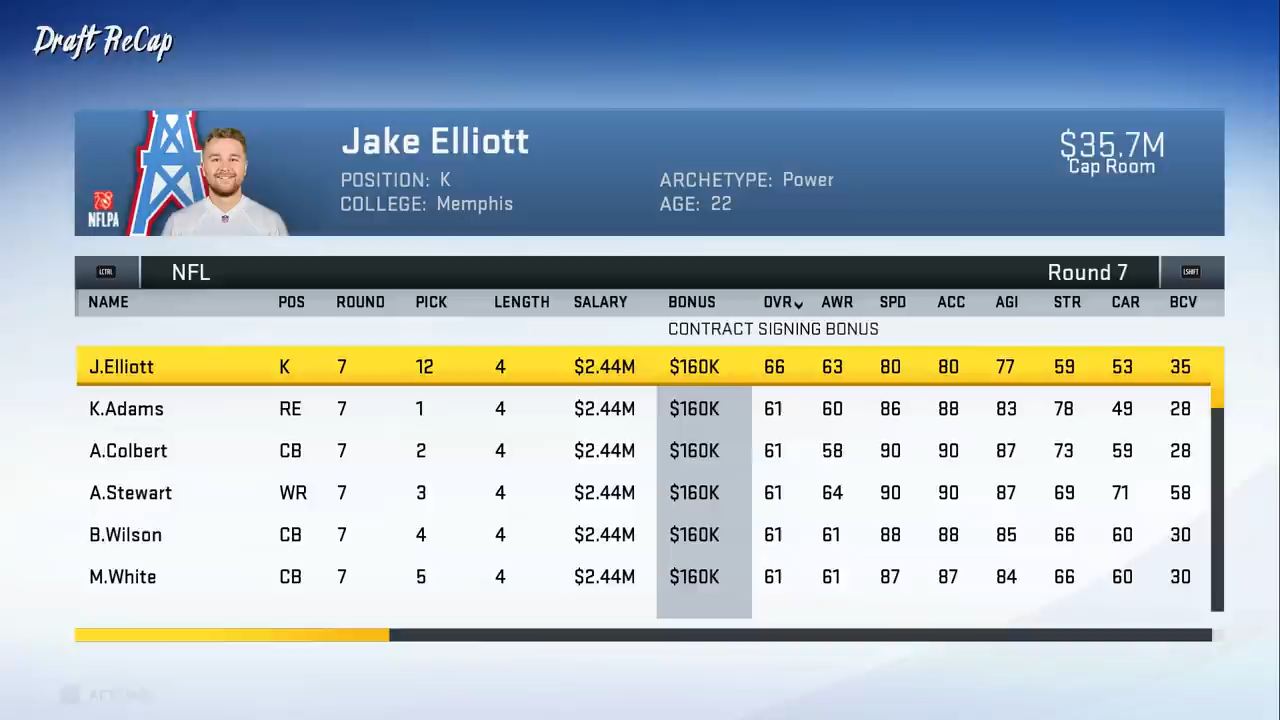 Draft ReCap
Jake Elliott
$35.7M
Cap Room
POSITION: K
ARCHETYPE: Power
COLLEGE: Memphis
AGE: 22
NFLPA
LCTRL NFL Round 7 LSHFT
NAME POS ROUND PICK LENGTH SALARY BONUS OVR AWR SPD ACC AGI STR CAR BCV
CONTRACT SIGNING BONUS
J.Elliott K 7 12 4 $2.44M $160K 66 63 80 80 77 59 53 35
K.Adams RE 7 1 4 $2.44M $160K 61 60 86 88 83 78 49 28
A.Colbert CB 7 2 4 $2.44M $160K 61 58 90 90 87 73 59 28
A.Stewart WR 7 3 4 $2.44M $160K 61 64 90 90 87 69 71 58
B.Wilson CB 7 4 4 $2.44M $160K 61 61 88 88 85 66 60 30
M.White CB 7 5 4 $2.44M $160K 61 61 87 87 84 66 60 30